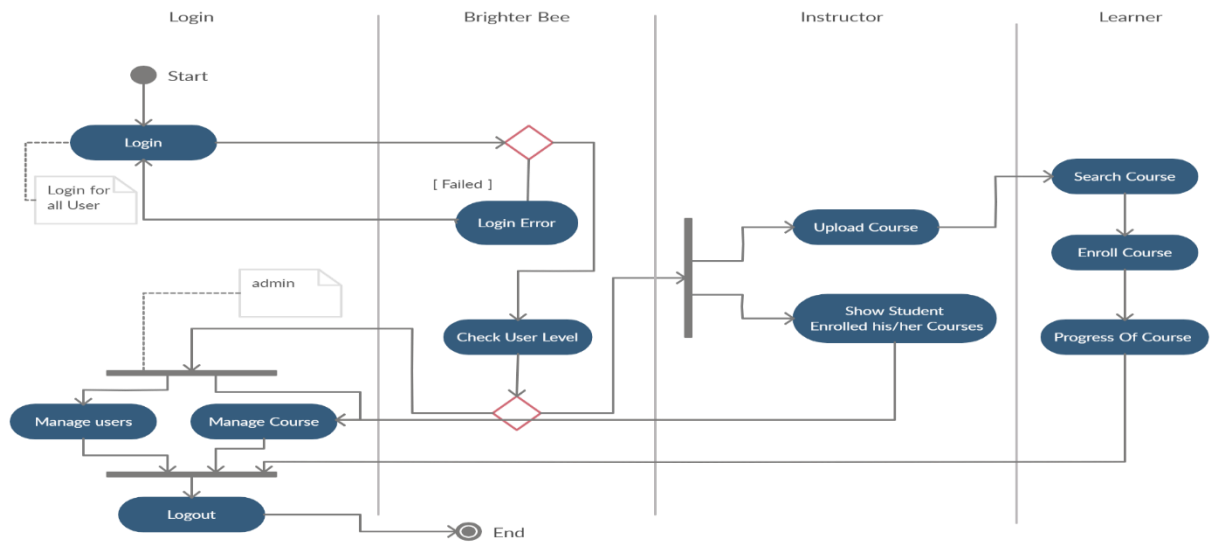 Login
Brighter Bee
Instructor
Learner
Start
Login
Login for
all User
[ Failed ]
Login Error
Search Course
Upload Course
Enroll Course
admin
Show Student
Enrolled his/her Courses
Check User Level
Progress Of Course
Manage users
Manage Course
Logout
End